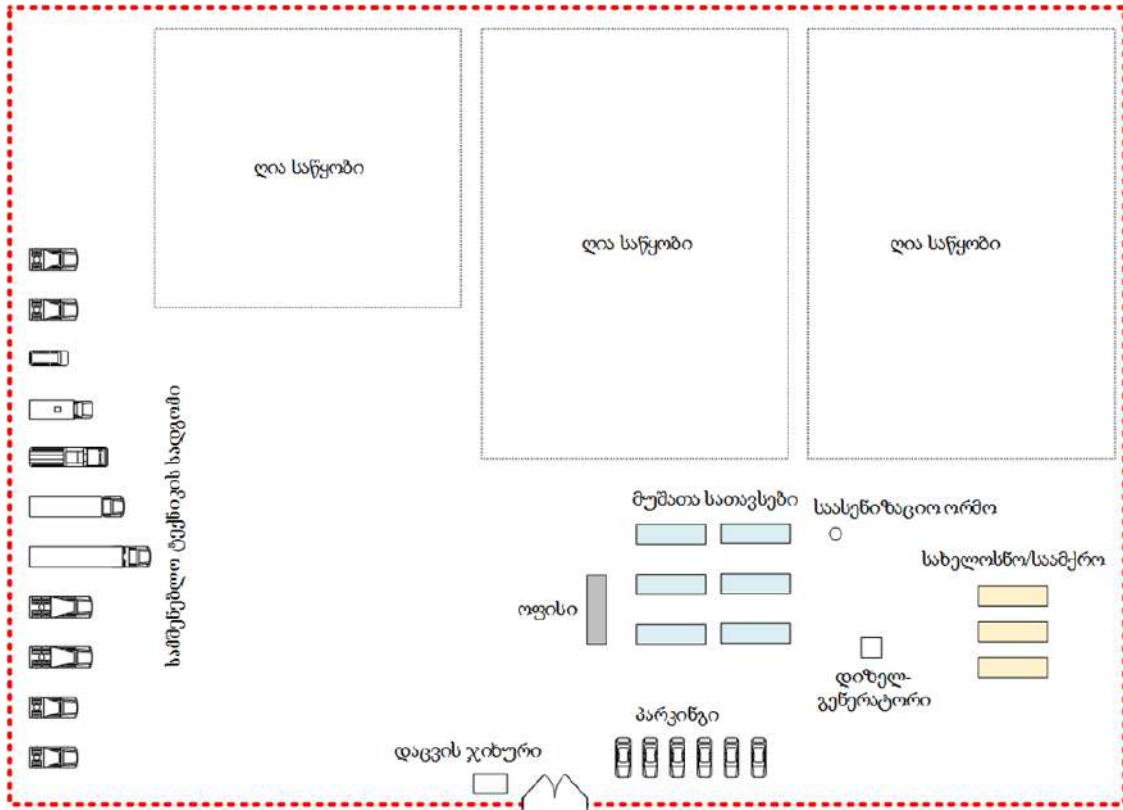 ღია საწყობი
ღია საწყობი
ღია საწყობი
სამშენებლო ტექნიკის სადგომი
მუშათა სათავსები
საასენიზაციო ორმო
სახელოსნო/საამქრო
ოფისი
დიზელ-
გენერატორი
პარკინგი
დაცვის ჯიხური